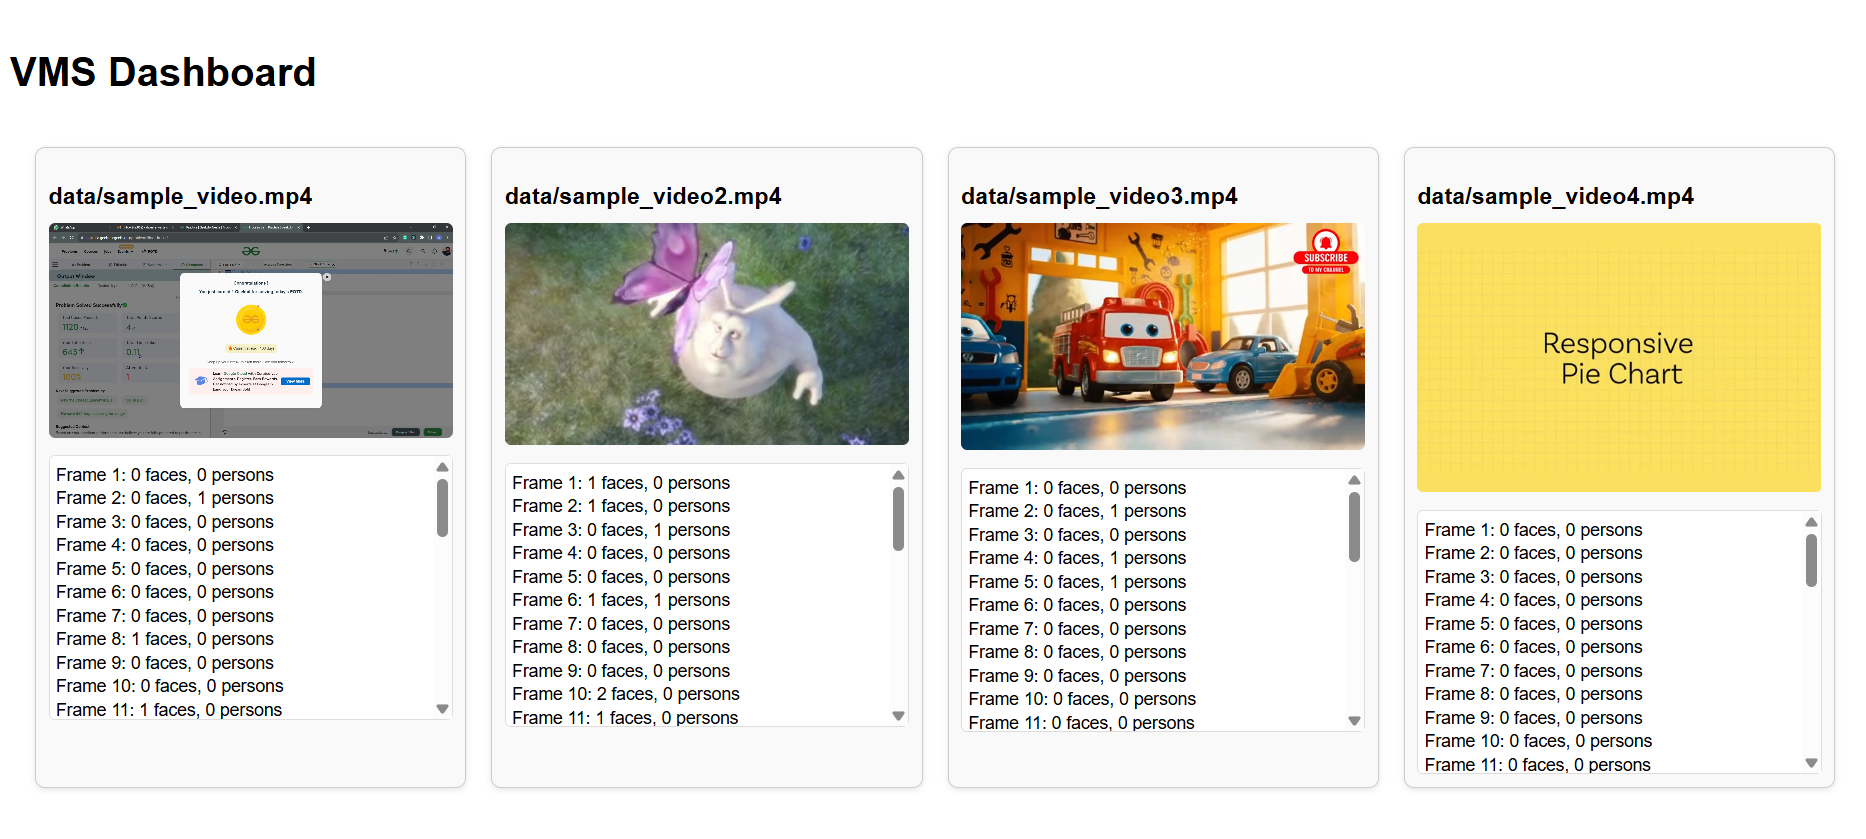 VMS Dashboard
data/sample_video.mp4
Output Window
Problem Solved Successfully
1120
4
0.11
100%
1
Congratulations!
Frame 1: 0 faces, 0 persons
Frame 2: 0 faces, 1 persons
Frame 3: 0 faces, 0 persons
Frame 4: 0 faces, 0 persons
Frame 5: 0 faces, 0 persons
Frame 6: 0 faces, 0 persons
Frame 7: 0 faces, 0 persons
Frame 8: 1 faces, 0 persons
Frame 9: 0 faces, 0 persons
Frame 10: 0 faces, 0 persons
Frame 11: 1 faces, 0 persons
data/sample_video2.mp4
Frame 1: 1 faces, 0 persons
Frame 2: 1 faces, 0 persons
Frame 3: 0 faces, 1 persons
Frame 4: 0 faces, 0 persons
Frame 5: 0 faces, 0 persons
Frame 6: 1 faces, 1 persons
Frame 7: 0 faces, 0 persons
Frame 8: 0 faces, 0 persons
Frame 9: 0 faces, 0 persons
Frame 10: 2 faces, 0 persons
Frame 11: 1 faces, 0 persons
data/sample_video3.mp4
SUBSCRIBE
TO MY CHANNEL
Frame 1: 0 faces, 0 persons
Frame 2: 0 faces, 1 persons
Frame 3: 0 faces, 0 persons
Frame 4: 0 faces, 1 persons
Frame 5: 0 faces, 1 persons
Frame 6: 0 faces, 0 persons
Frame 7: 0 faces, 0 persons
Frame 8: 0 faces, 0 persons
Frame 9: 0 faces, 0 persons
Frame 10: 0 faces, 0 persons
Frame 11: 0 faces, 0 persons
data/sample_video4.mp4
Responsive
Pie Chart
Frame 1: 0 faces, 0 persons
Frame 2: 0 faces, 0 persons
Frame 3: 0 faces, 0 persons
Frame 4: 0 faces, 0 persons
Frame 5: 0 faces, 0 persons
Frame 6: 0 faces, 0 persons
Frame 7: 0 faces, 0 persons
Frame 8: 0 faces, 0 persons
Frame 9: 0 faces, 0 persons
Frame 10: 0 faces, 0 persons
Frame 11: 0 faces, 0 persons